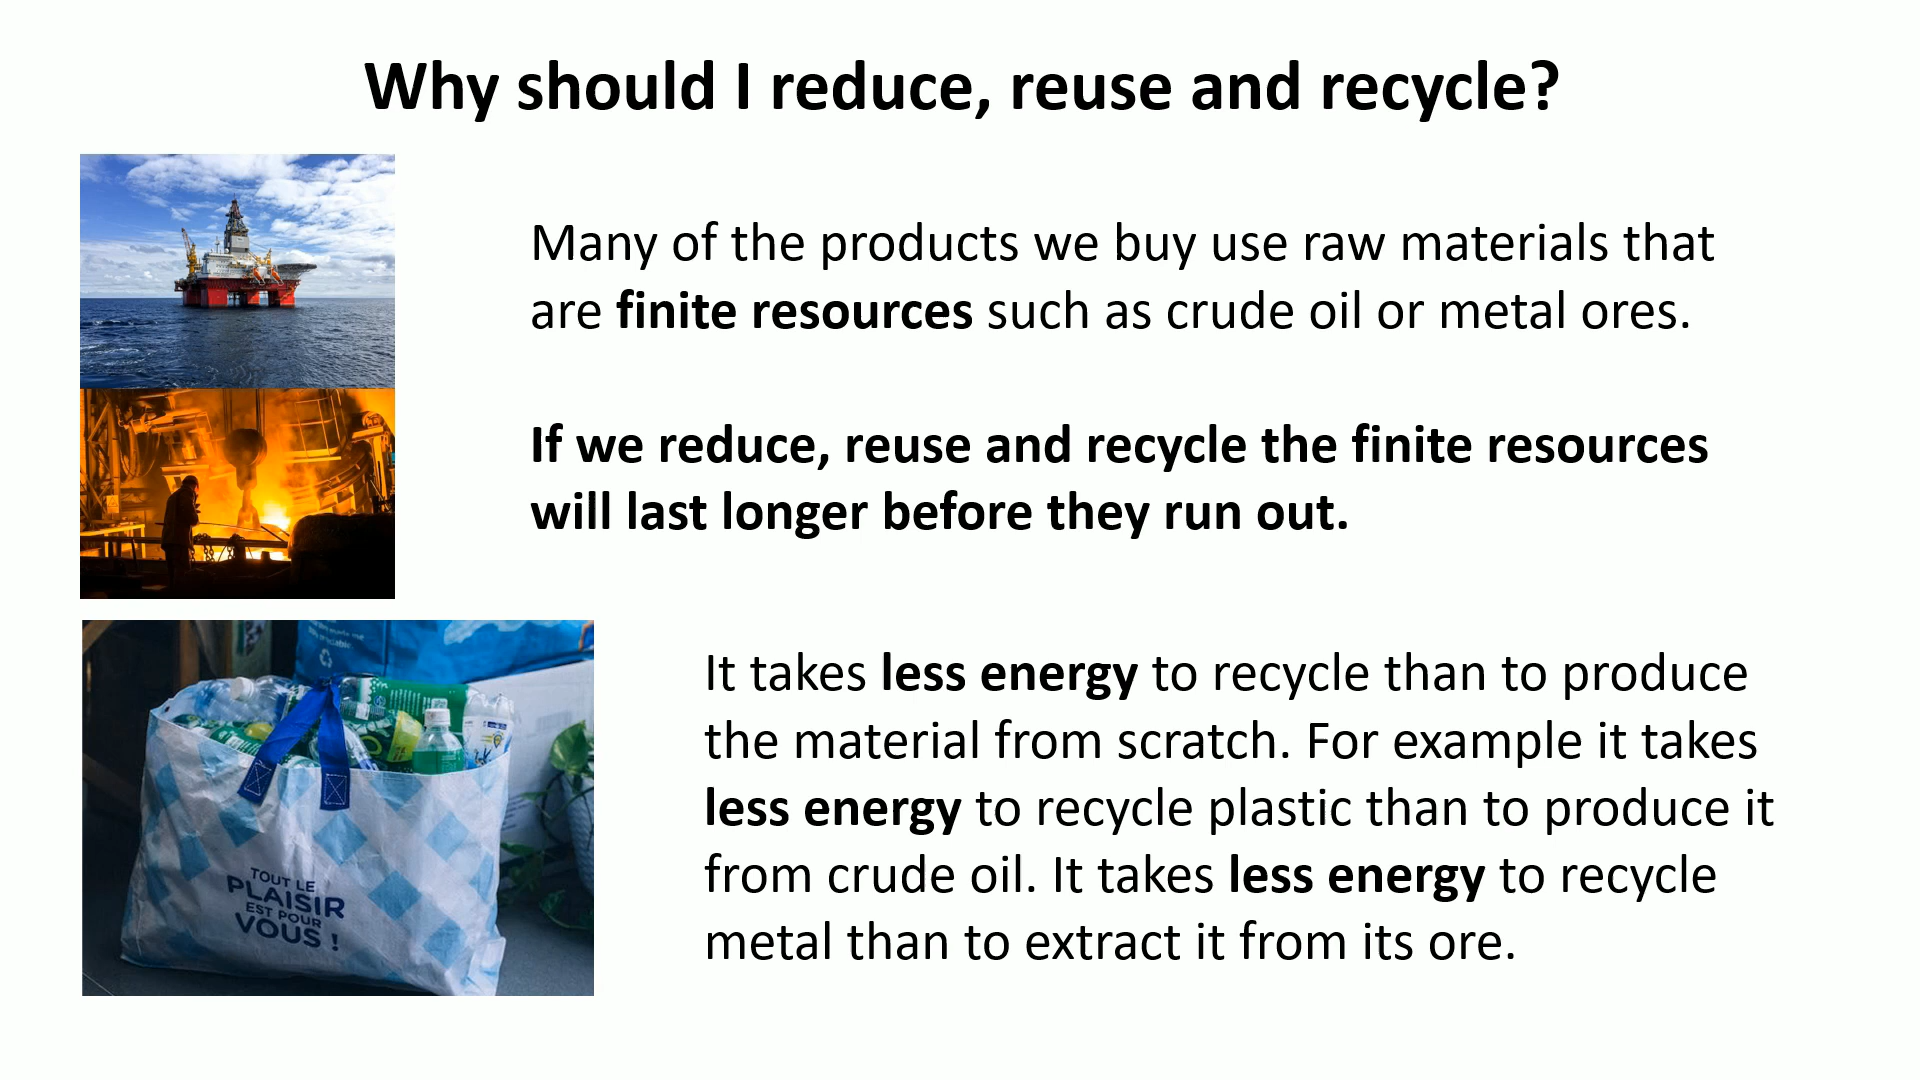 Why should I reduce, reuse and recycle?
Many of the products we buy use raw materials that
are finite resources such as crude oil or metal ores.
If we reduce, reuse and recycle the finite resources
will last longer before they run out.
It takes less energy to recycle than to produce
the material from scratch. For example it takes
less energy to recycle plastic than to produce it
from crude oil. It takes less energy to recycle
metal than to extract it from its ore.
TOUT LE
PLAISIR
EST POUR
VOUS !